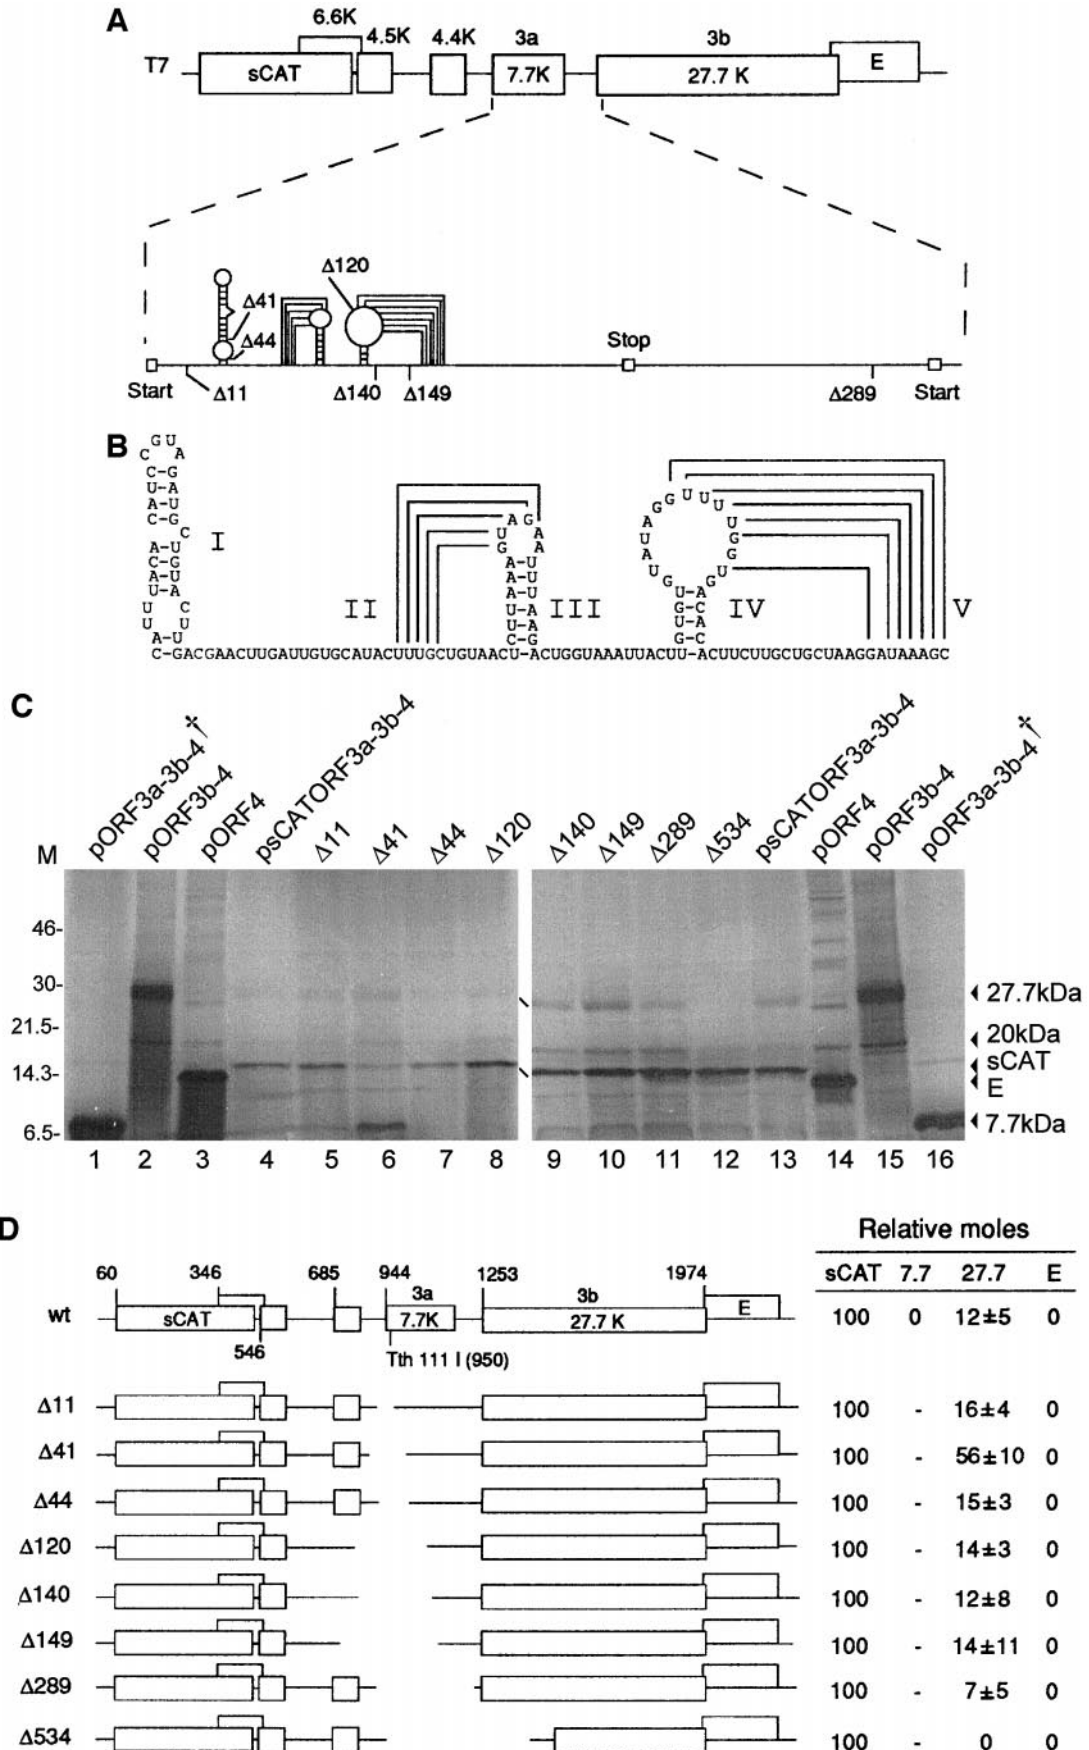 A
6.6K
4.5K 4.4K 3a 3b
T7 sCAT 7.7K 27.7 K E
Δ120
Δ41
Δ44
Stop
Start Δ11 Δ140 Δ149 Δ289 Start
B
I II III IV V
C-GACGAACUUGAUUGUGCAUACUUUGCUGUAACU-ACUGGUAAAUUACUU-ACUUCUUGCUGCUAAGGAUAAAGC
C
M pORF3a-3b-4† pORF3b-4 pORF4 psCATORF3a-3b-4 Δ11 Δ41 Δ44 Δ120 Δ140 Δ149 Δ289 Δ534 psCATORF3a-3b-4 pORF4 pORF3b-4 pORF3a-3b-4†
46-
30-
21.5-
14.3-
6.5-
27.7kDa
20kDa
sCAT
E
7.7kDa
1 2 3 4 5 6 7 8 9 10 11 12 13 14 15 16
D
Relative moles
60 346 685 944 1253 1974 sCAT 7.7 27.7 E
3a 3b
wt sCAT 7.7K 27.7 K E 100 0 12±5 0
546 Tth 111 I (950)
Δ11 100 - 16±4 0
Δ41 100 - 56±10 0
Δ44 100 - 15±3 0
Δ120 100 - 14±3 0
Δ140 100 - 12±8 0
Δ149 100 - 14±11 0
Δ289 100 - 7±5 0
Δ534 100 - 0 0